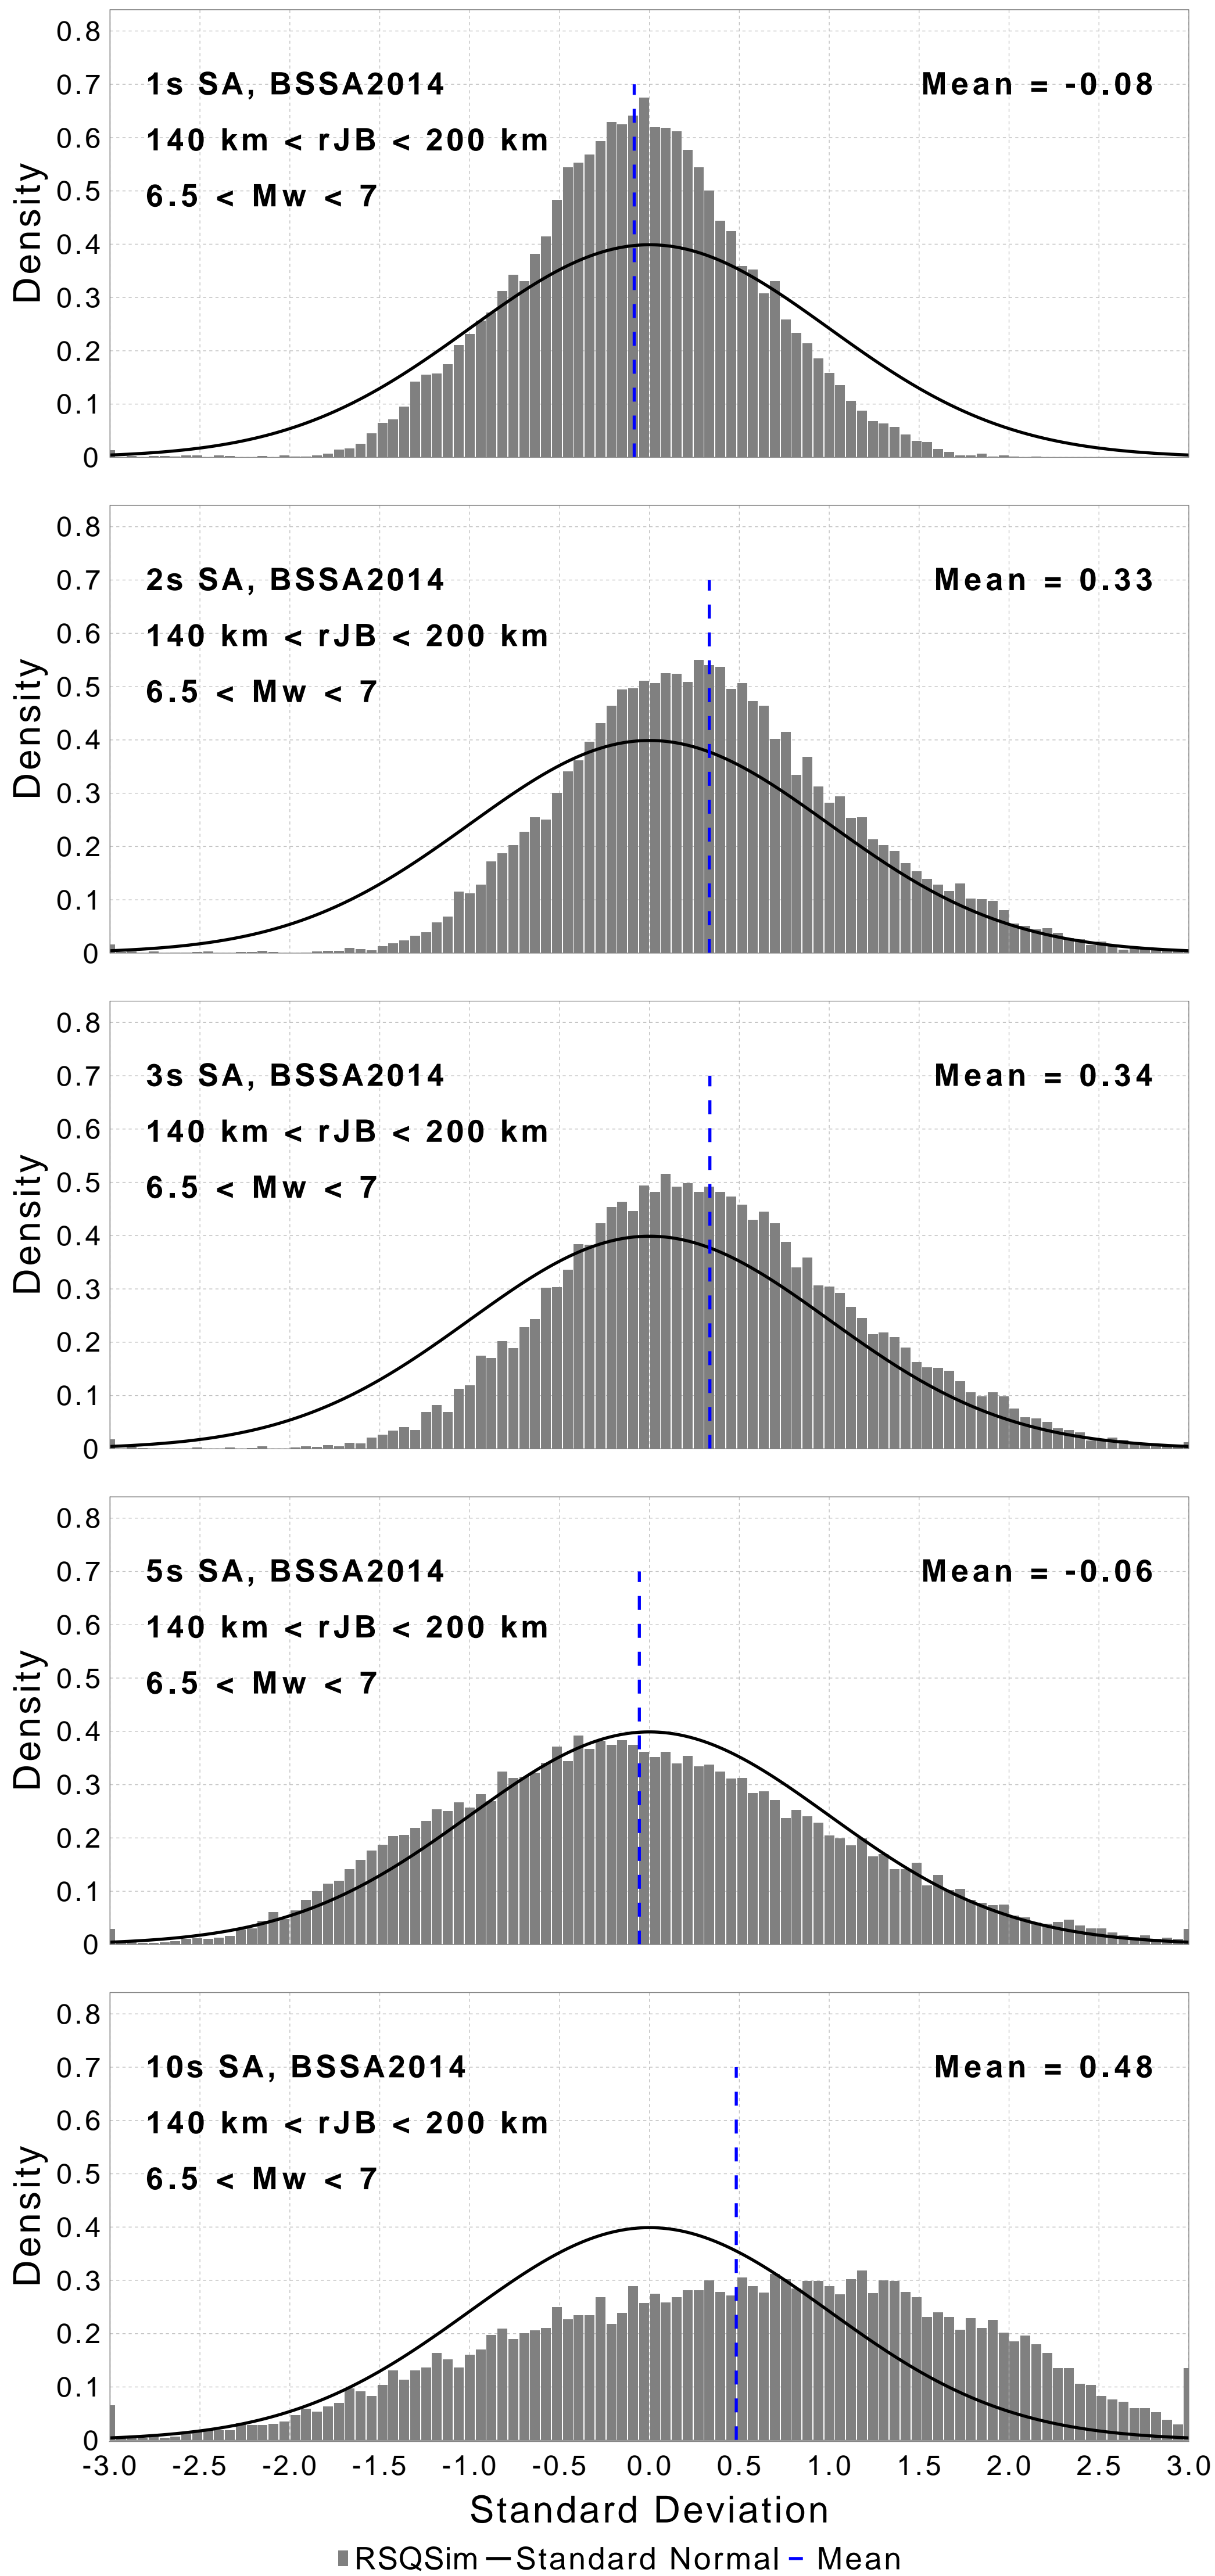 0.8
0.7
0.6
0.5
0.4
0.3
0.2
0.1
0
Density
1s SA, BSSA2014
140 km < rJB < 200 km
6.5 < Mw < 7
Mean = -0.08
0.8
0.7
0.6
0.5
0.4
0.3
0.2
0.1
0
Density
2s SA, BSSA2014
140 km < rJB < 200 km
6.5 < Mw < 7
Mean = 0.33
0.8
0.7
0.6
0.5
0.4
0.3
0.2
0.1
0
Density
3s SA, BSSA2014
140 km < rJB < 200 km
6.5 < Mw < 7
Mean = 0.34
0.8
0.7
0.6
0.5
0.4
0.3
0.2
0.1
0
Density
5s SA, BSSA2014
140 km < rJB < 200 km
6.5 < Mw < 7
Mean = -0.06
0.8
0.7
0.6
0.5
0.4
0.3
0.2
0.1
0
Density
10s SA, BSSA2014
140 km < rJB < 200 km
6.5 < Mw < 7
Mean = 0.48
-3.0 -2.5 -2.0 -1.5 -1.0 -0.5 0.0 0.5 1.0 1.5 2.0 2.5 3.0
Standard Deviation
RSQSim Standard Normal Mean